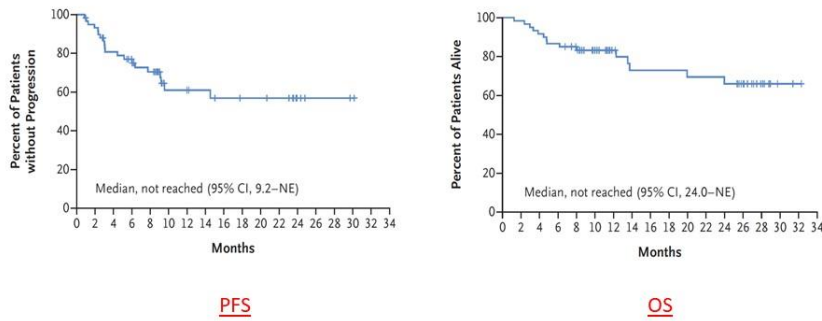 Percent of Patients
without Progression
100
80
60
40
20
0
Median, not reached (95% CI, 9.2–NE)
0 2 4 6 8 10 12 14 16 18 20 22 24 26 28 30 32 34
Months
PFS
Percent of Patients Alive
100
80
60
40
20
0
Median, not reached (95% CI, 24.0–NE)
0 2 4 6 8 10 12 14 16 18 20 22 24 26 28 30 32 34
Months
OS